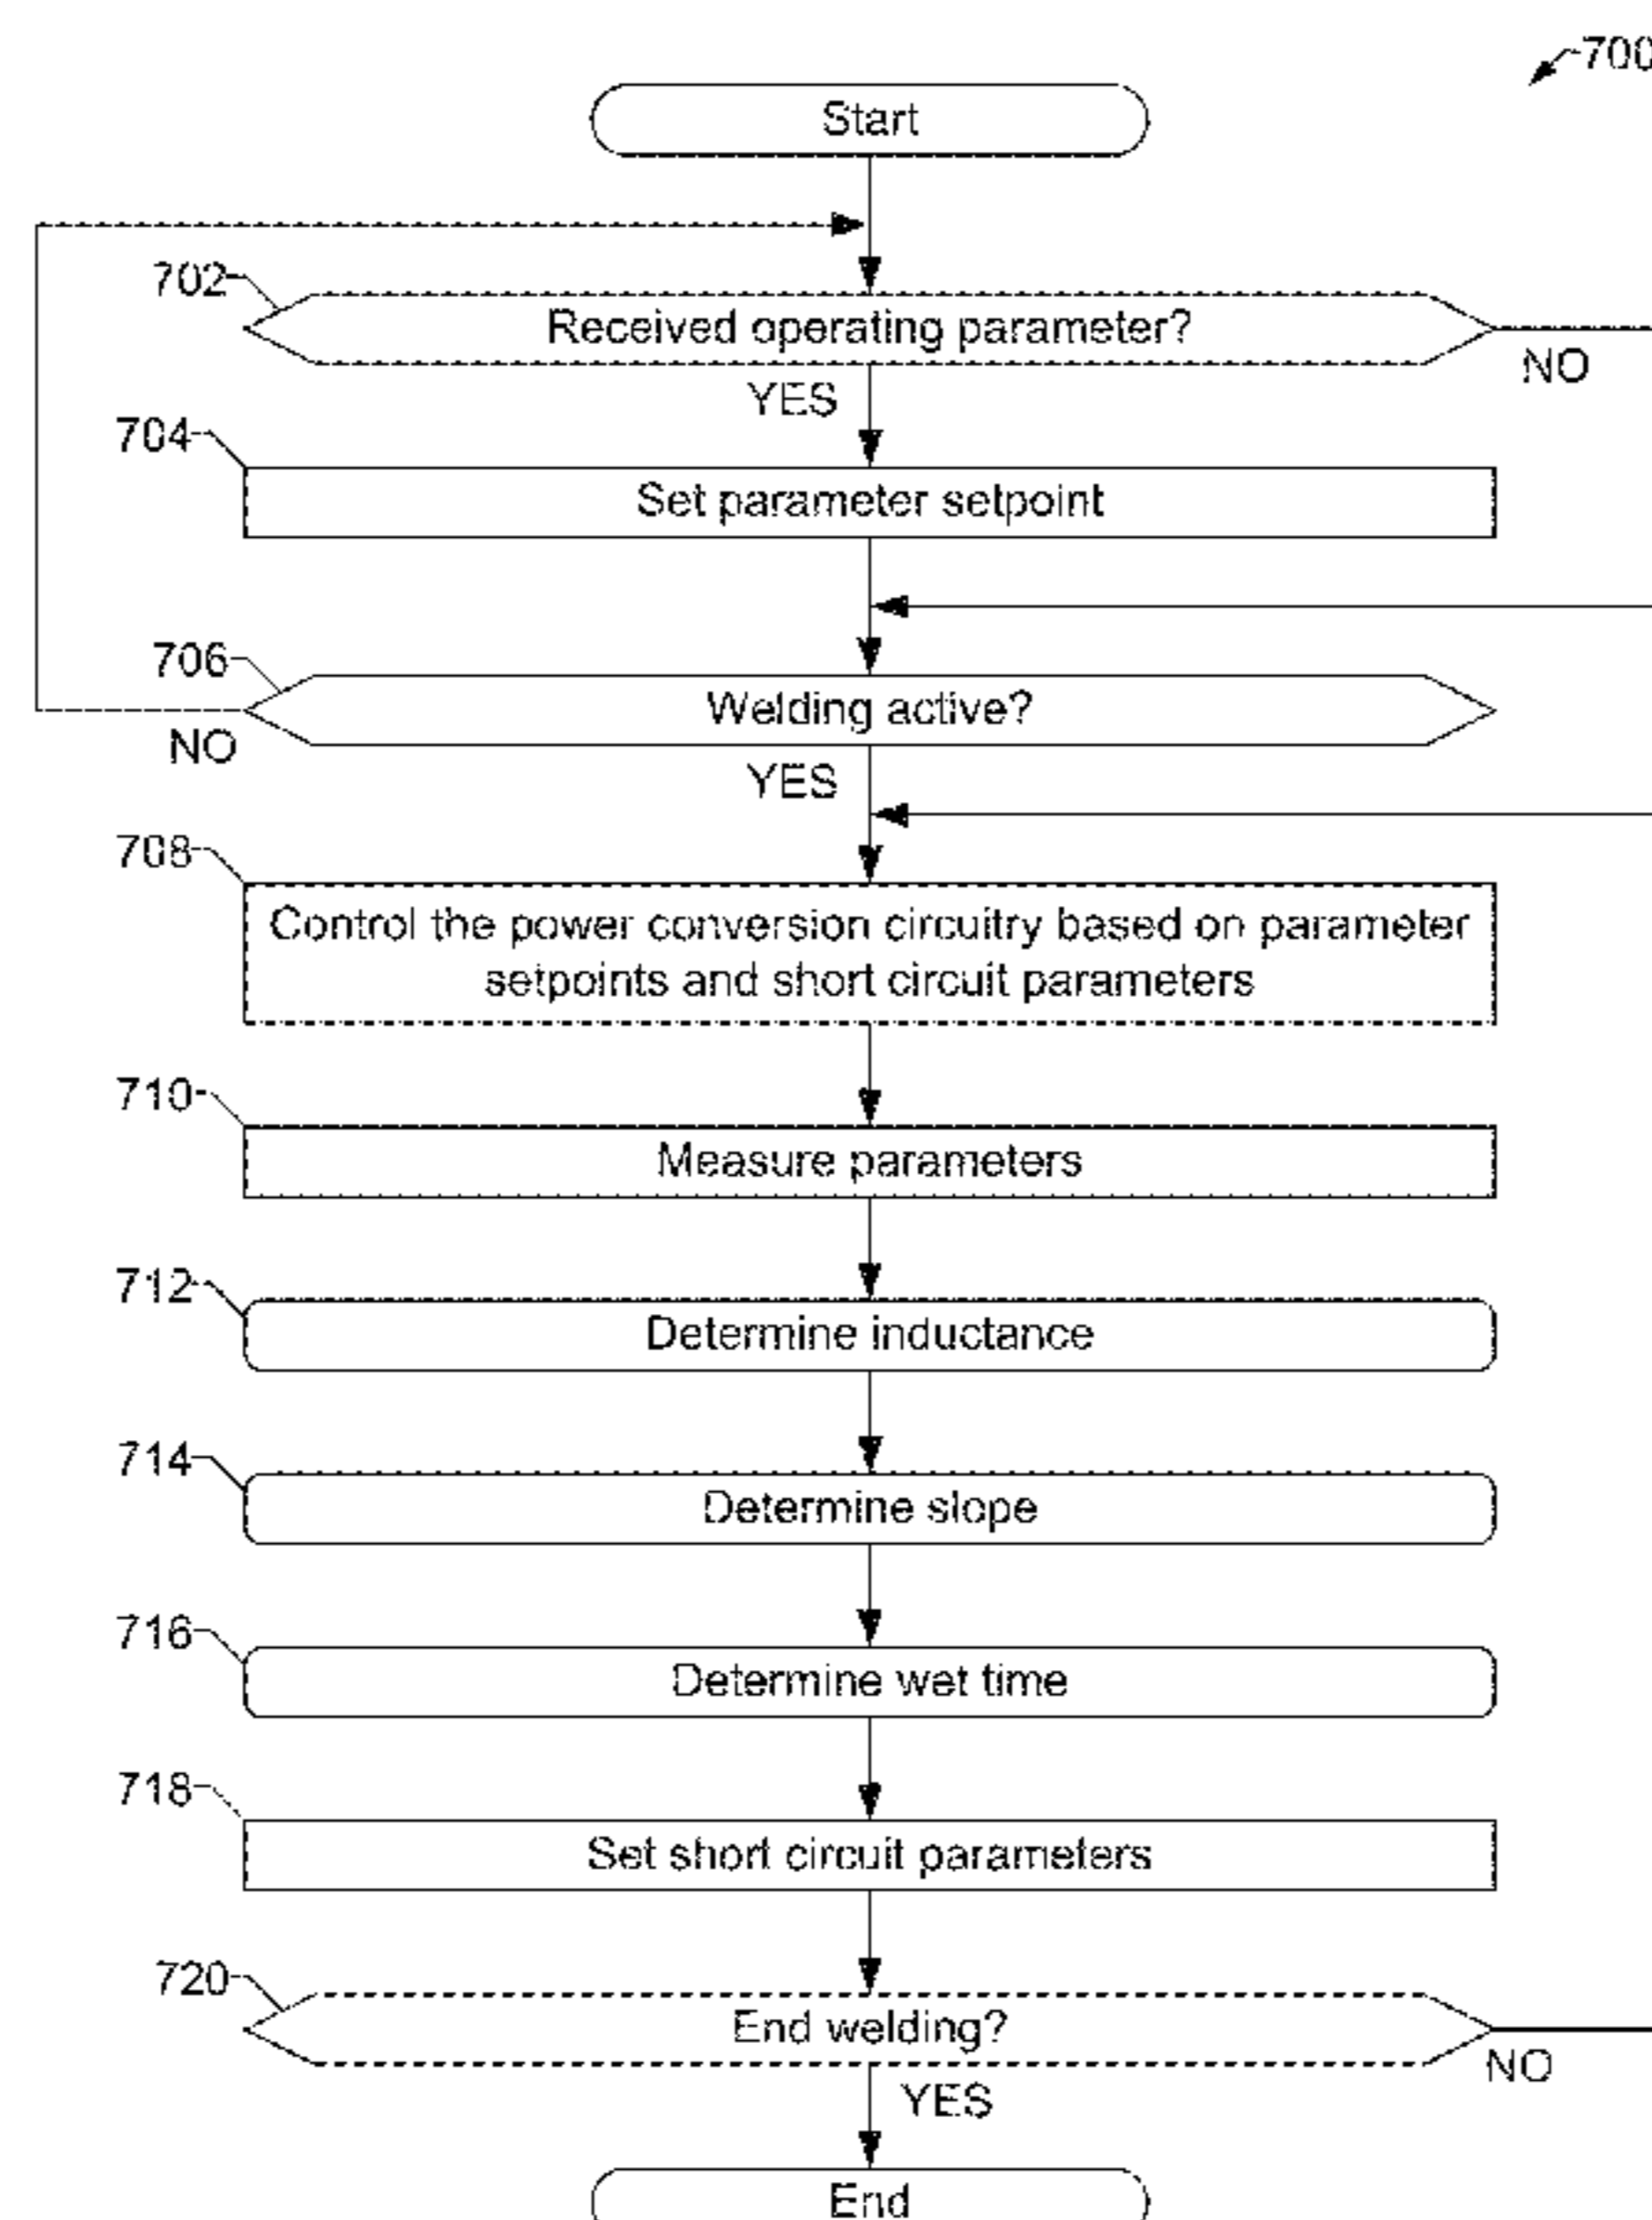 700
Start
702
Received operating parameter?
NO
YES
704
Set parameter setpoint
706
Welding active?
NO
YES
708
Control the power conversion circuitry based on parameter
setpoints and short circuit parameters
710
Measure parameters
712
Determine inductance
714
Determine slope
716
Determine wet time
718
Set short circuit parameters
720
End welding?
NO
YES
End